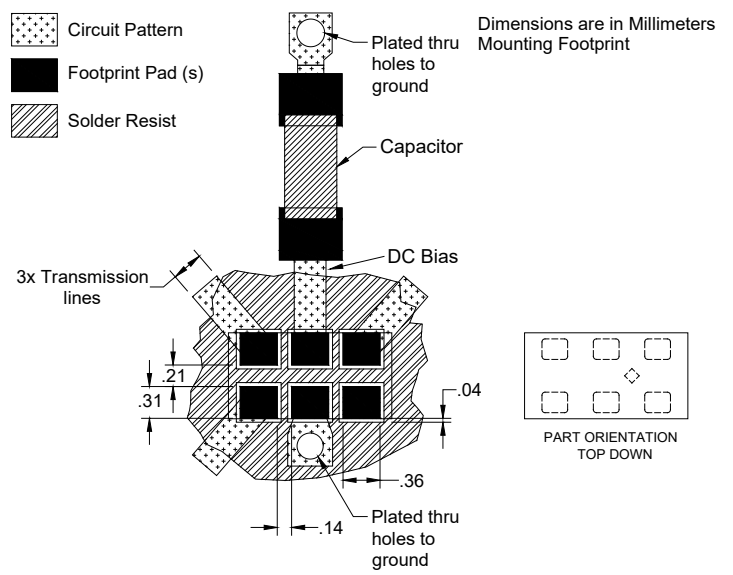 Circuit Pattern
Footprint Pad (s)
Solder Resist
Plated thru
holes to
ground
Dimensions are in Millimeters
Mounting Footprint
Capacitor
DC Bias
3x Transmission
lines
.21
.31
.04
.36
.14
Plated thru
holes to
ground
PART ORIENTATION
TOP DOWN